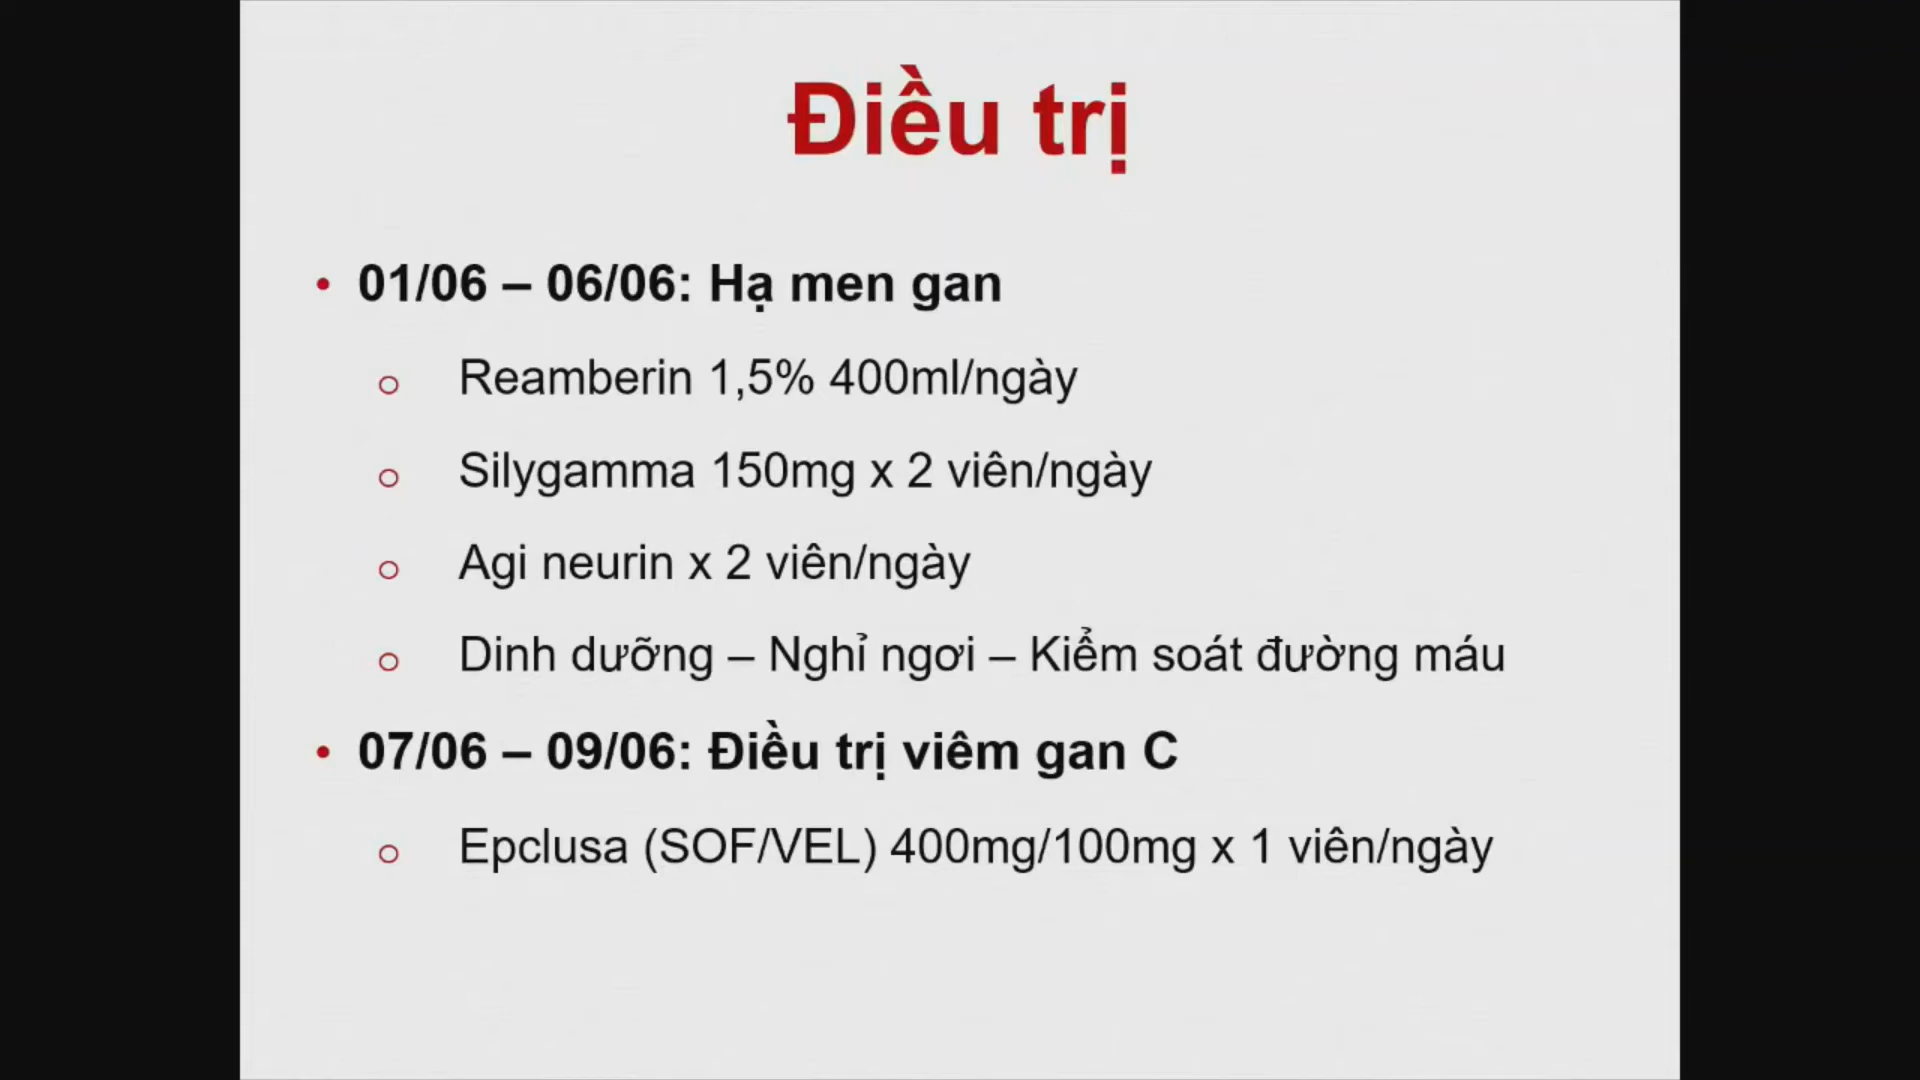 Điều trị
• 01/06 – 06/06: Hạ men gan
o Reamberin 1,5% 400ml/ngày
o Silygamma 150mg x 2 viên/ngày
o Agi neurin x 2 viên/ngày
o Dinh dưỡng – Nghỉ ngơi – Kiểm soát đường máu
• 07/06 – 09/06: Điều trị viêm gan C
o Epclusa (SOF/VEL) 400mg/100mg x 1 viên/ngày